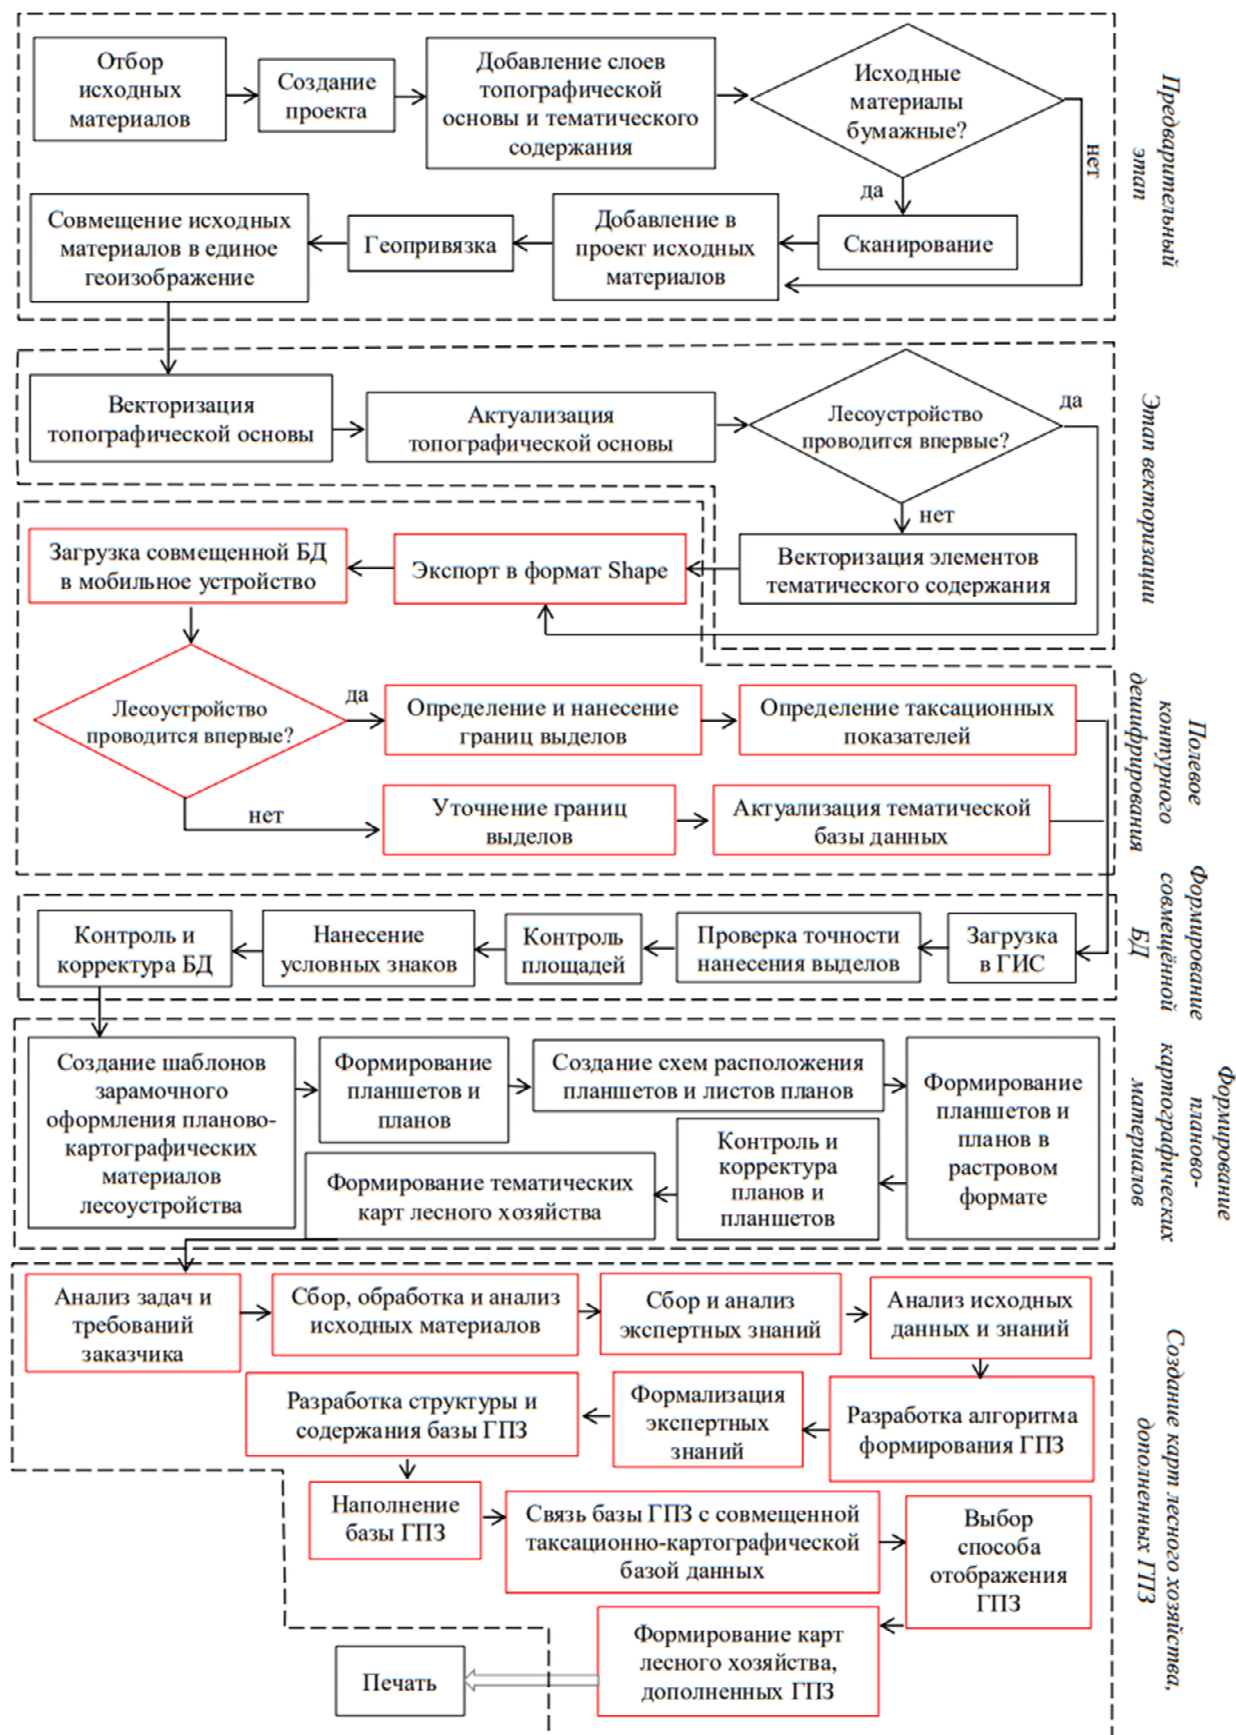 Отбор
исходных
материалов
Создание
проекта
Добавление слоев
топографической
основы и тематического
содержания
Исходные
материалы
бумажные?
нет
да
Сканирование
Добавление в
проект исходных
материалов
Геопривязка
Совмещение исходных
материалов в единое
геоизображение
Предварительный
этап
Векторизация
топографической основы
Актуализация
топографической основы
Лесоустройство
проводится впервые?
да
нет
Векторизация элементов
тематического содержания
Этап векторизации
Экспорт в формат Shape
Загрузка совмещенной БД
в мобильное устройство
Лесоустройство
проводится впервые?
да
Определение и нанесение
границ выделов
Определение таксационных
показателей
нет
Уточнение границ
выделов
Актуализация тематической
базы данных
Полевое
контурного
дешифрирования
Загрузка
в ГИС
Проверка точности
нанесения выделов
Контроль
площадей
Нанесение
условных знаков
Контроль и
корректура БД
Формирование
совмещённой
БД
Создание шаблонов
зарамочного
оформления планово-
картографических
материалов
лесоустройства
Формирование
планшетов и
планов
Создание схем расположения
планшетов и листов планов
Формирование
планшетов и
планов в
растровом
формате
Контроль и
корректура
планов и
планшетов
Формирование тематических
карт лесного хозяйства
Формирование
планово-
картографических
материалов
Анализ задач и
требований
заказчика
Сбор, обработка и анализ
исходных материалов
Сбор и анализ
экспертных знаний
Анализ исходных
данных и знаний
Разработка алгоритма
формирования ГПЗ
Формализация
экспертных
знаний
Разработка структуры и
содержания базы ГПЗ
Наполнение
базы ГПЗ
Связь базы ГПЗ с совмещенной
таксационно-картографической
базой данных
Выбор
способа
отображения
ГПЗ
Формирование карт
лесного хозяйства,
дополненных ГПЗ
Печать
Создание карт лесного хозяйства,
дополненных ГПЗ